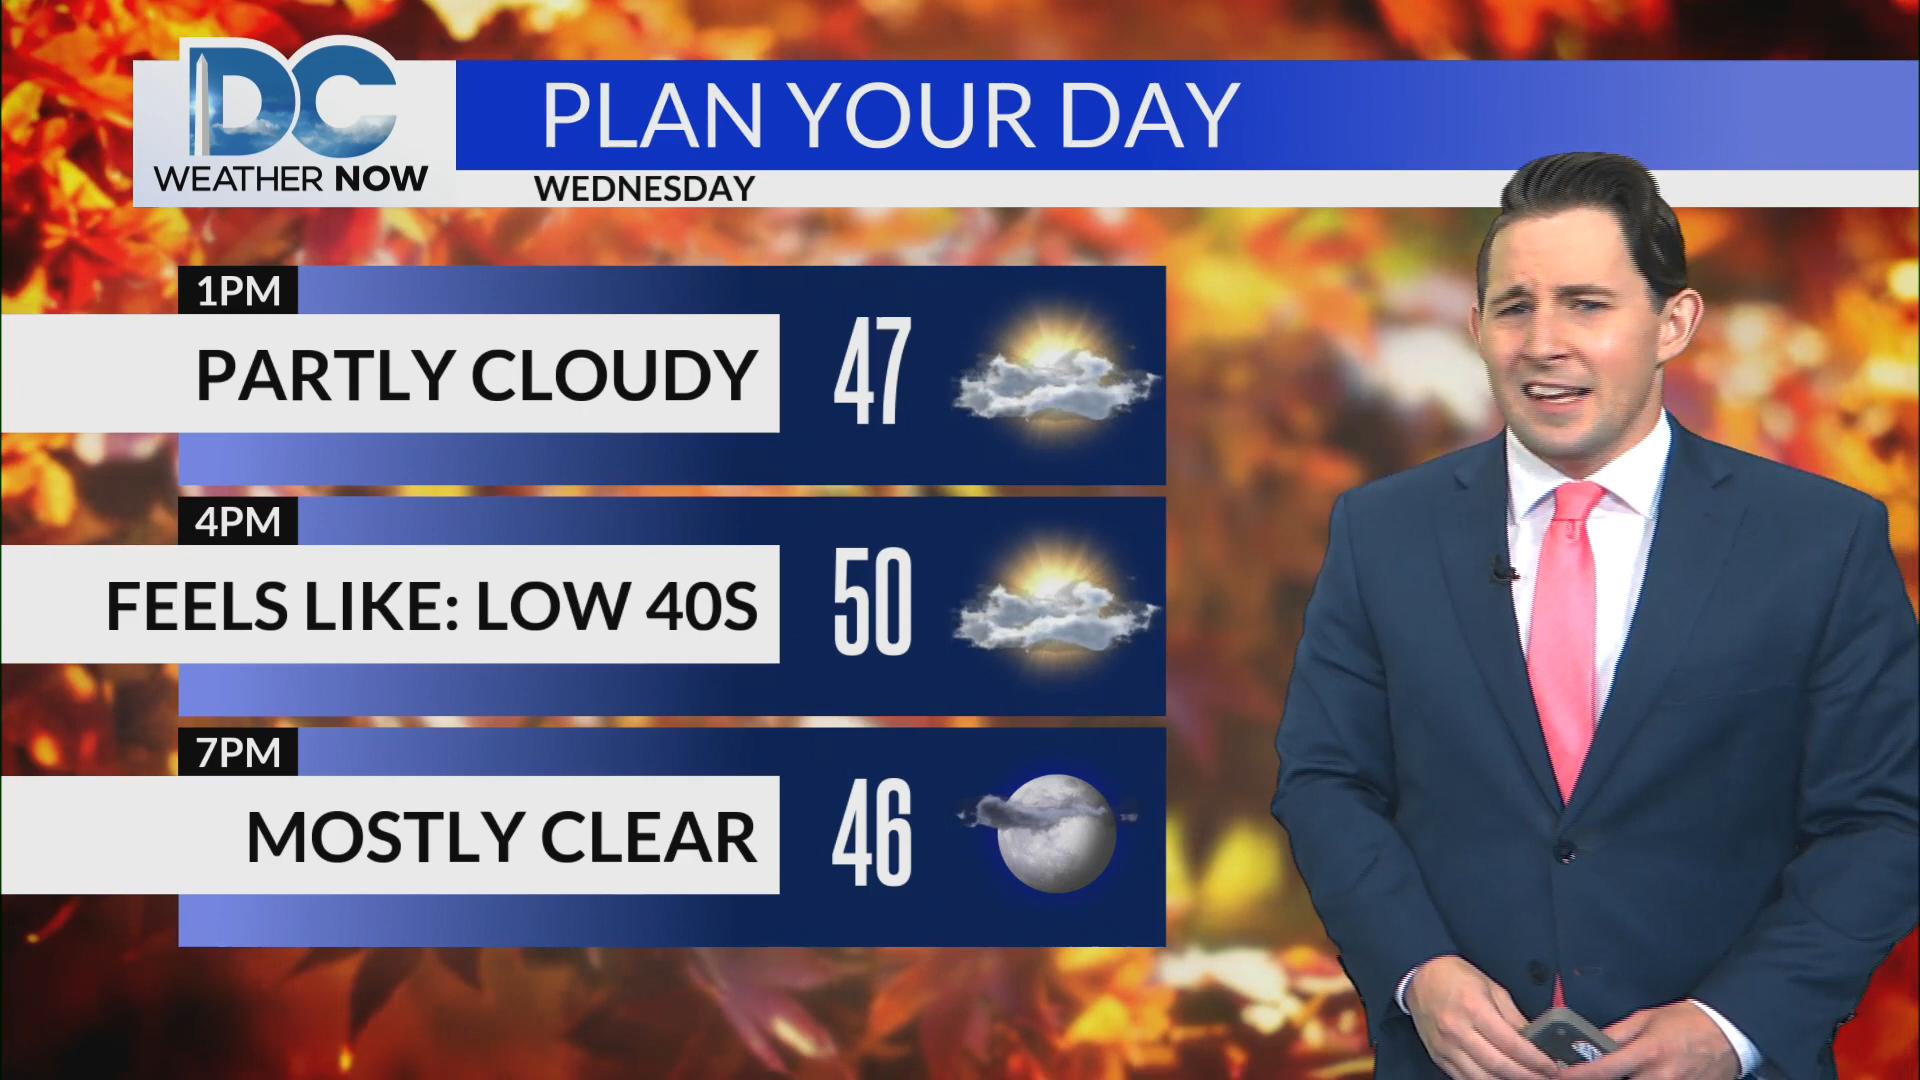 DC
WEATHER NOW
PLAN YOUR DAY
WEDNESDAY
1PM
PARTLY CLOUDY
47
4PM
FEELS LIKE: LOW 40S
50
7PM
MOSTLY CLEAR
46